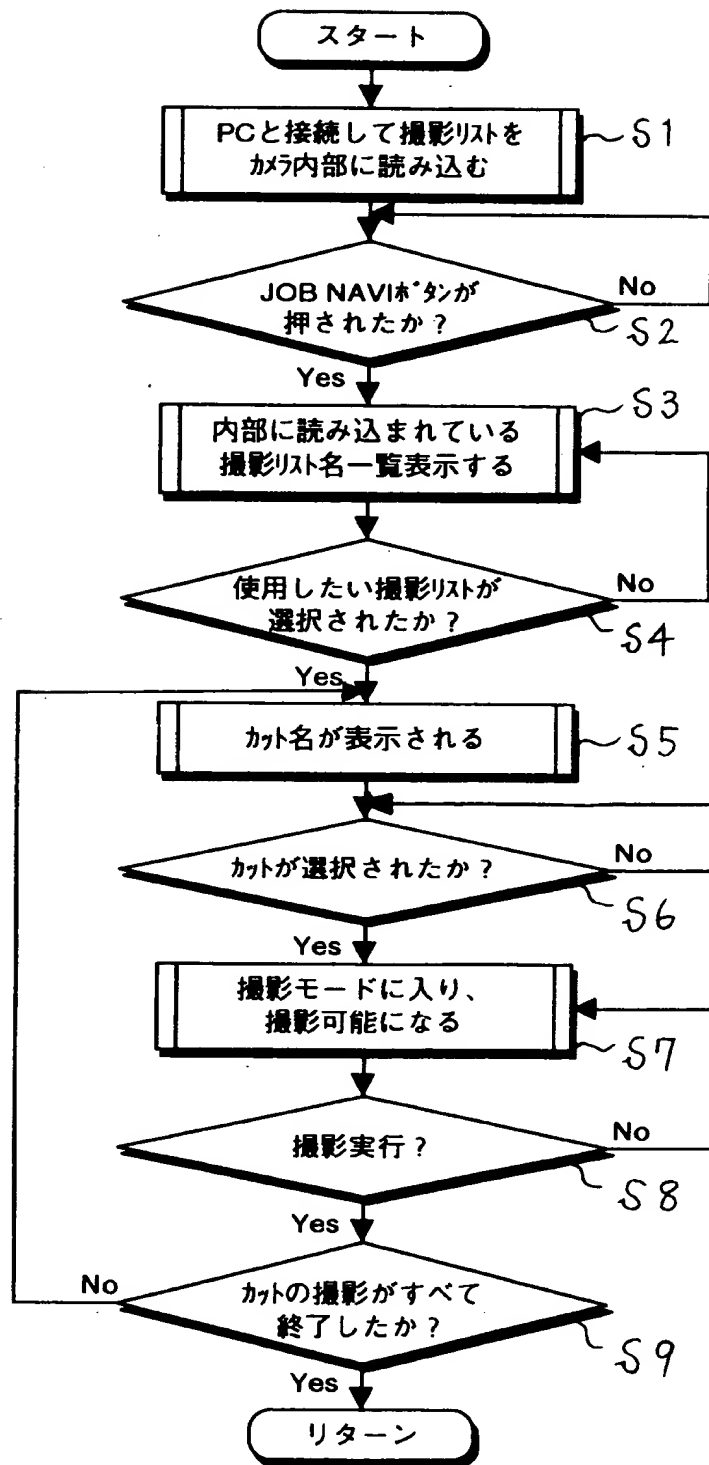 スタート
PCと接続して撮影リストを
カメラ内部に読み込む
S1
JOB NAVIボタンが
押されたか？
No
S2
Yes
内部に読み込まれている
撮影リスト名一覧表示する
S3
使用したい撮影リストが
選択されたか？
No
S4
Yes
カット名が表示される
S5
カットが選択されたか？
No
S6
Yes
撮影モードに入り、
撮影可能になる
S7
撮影実行？
No
S8
Yes
カットの撮影がすべて
終了したか？
No
S9
Yes
リターン